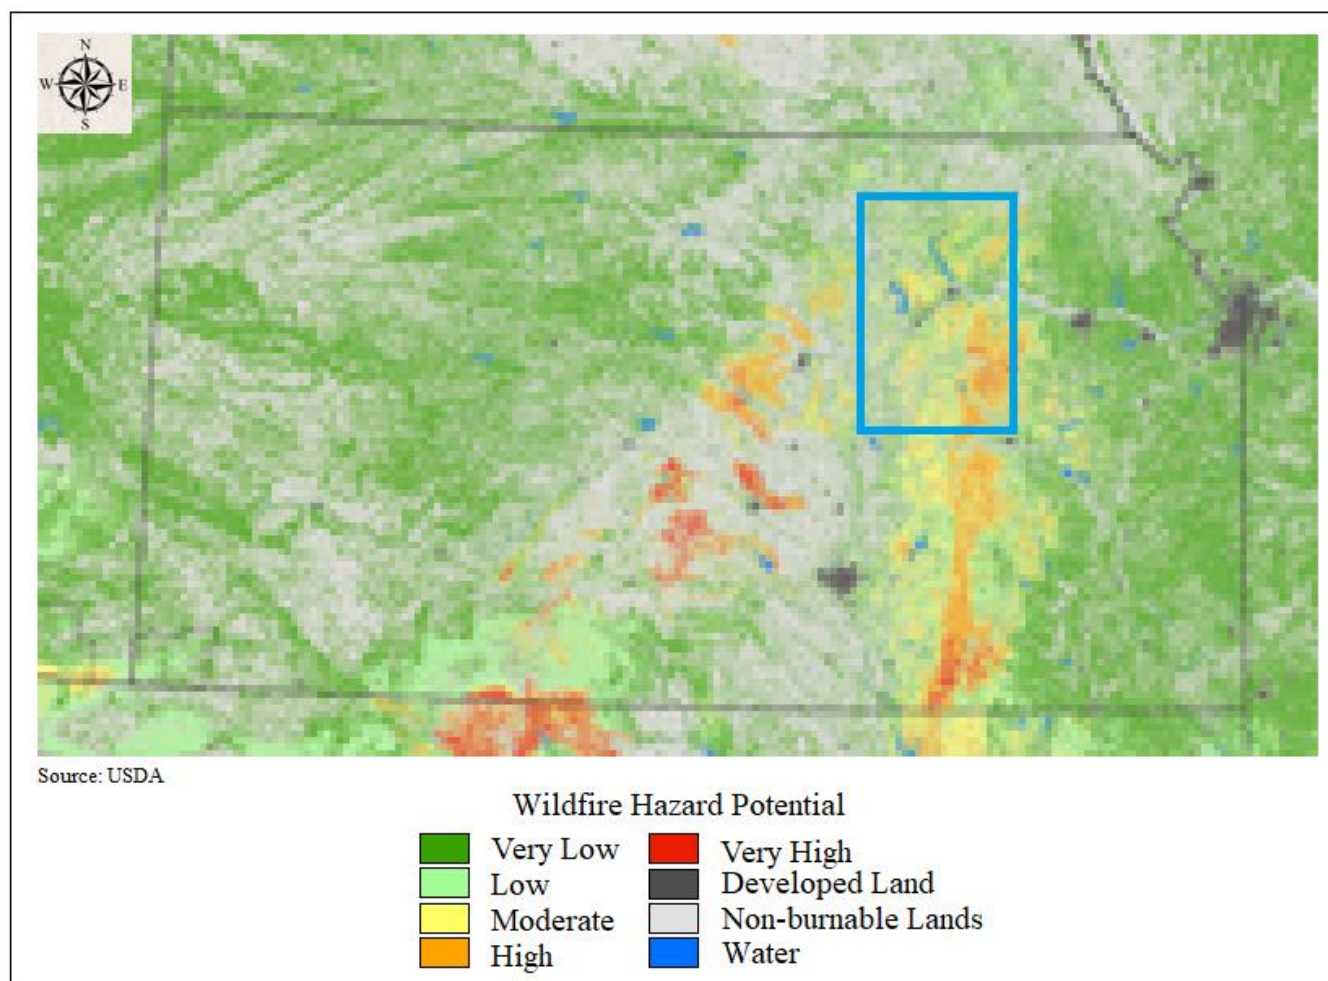 N
W E
S
Source: USDA
Wildfire Hazard Potential
Very Low
Low
Moderate
High
Very High
Developed Land
Non-burnable Lands
Water